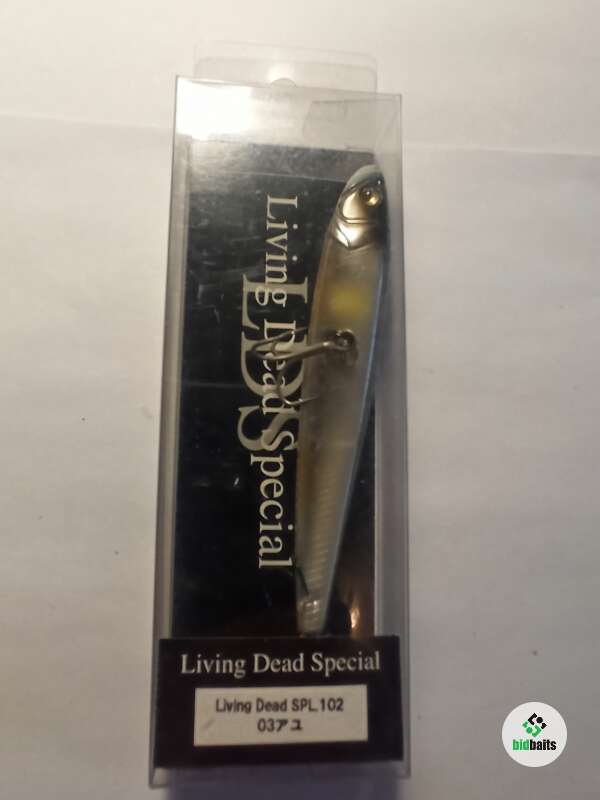 Living Dead Special
LDS
Living Dead Special
Living Dead SPL.102
03アユ
bidbaits